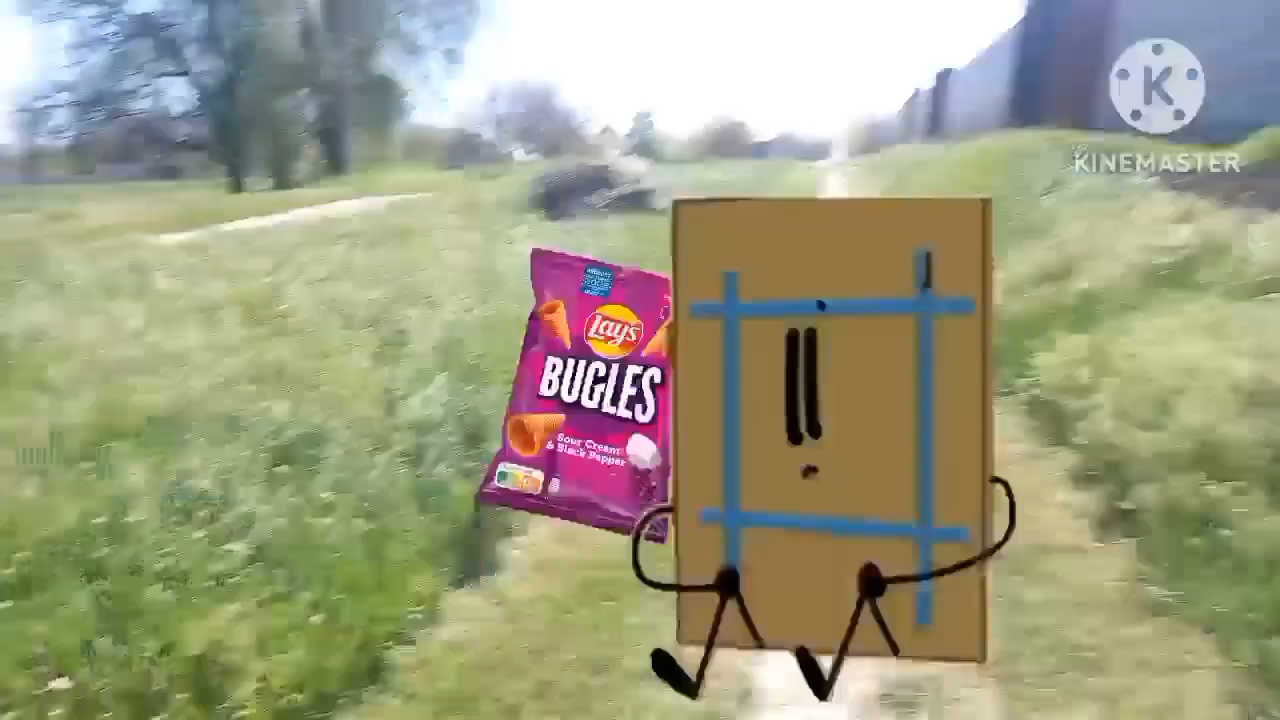 K
KINEMASTER
Lay's
BUGLES
Sour Cream
& Black Pepper